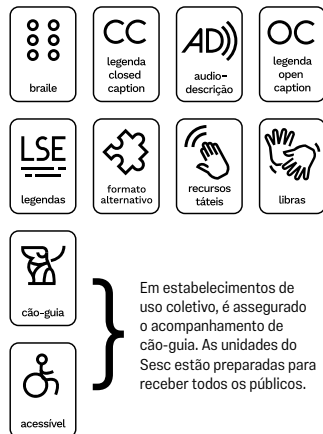 braile
CC
legenda
closed
caption
AD
audio-
descrição
OC
legenda
open
caption
LSE
legendas
formato
alternativo
recursos
táteis
libras
cão-guia
acessível
Em estabelecimentos de
uso coletivo, é assegurado
o acompanhamento de
cão-guia. As unidades do
Sesc estão preparadas para
receber todos os públicos.